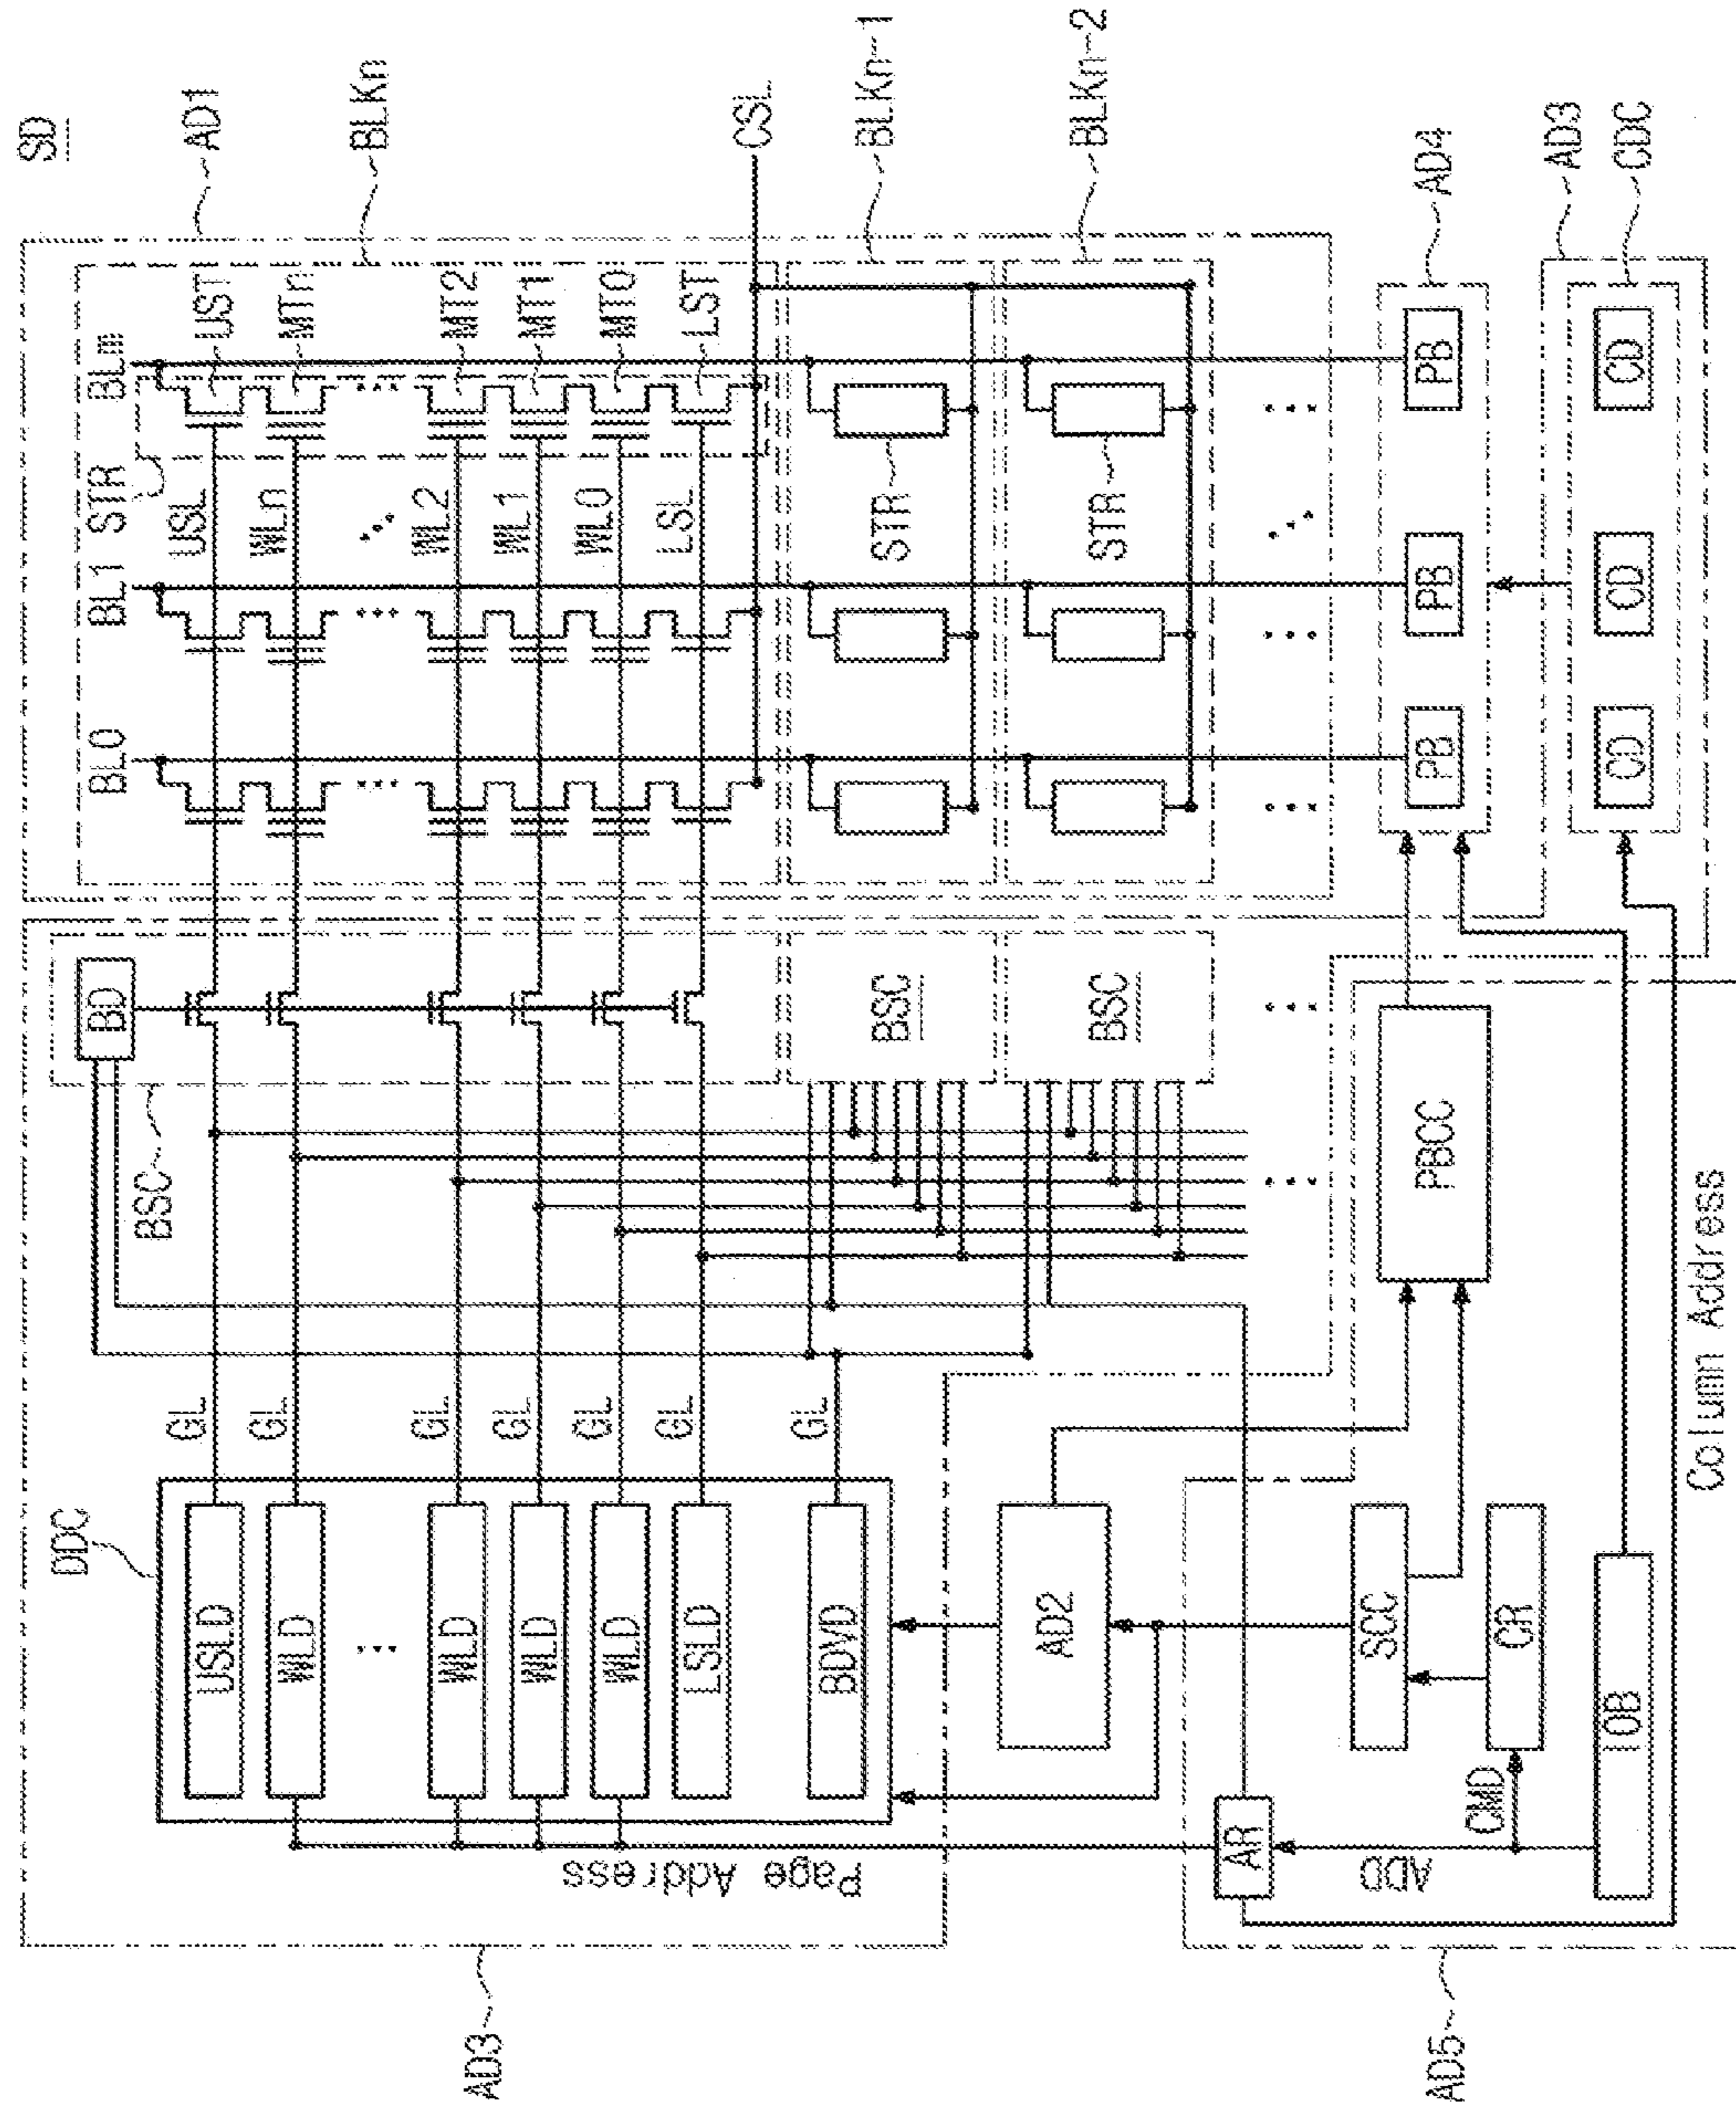 SD
DDC
BSC
BD
BL0
BL1
STR
BLm
AD1
BLKn
USLD
GL
USL
UST
WLD
GL
WLn
MTn
WLD
GL
WL2
MT2
WLD
GL
WL1
MT1
WLD
GL
WL0
MT0
LSLD
GL
LSL
LST
CSL
BDVD
GL
BSC
STR
BLKn-1
BSC
STR
BLKn-2
Page Address
AD3
AD2
AR
ADD
CMD
SCC
CR
IOB
PBCC
PB
PB
PB
AD4
AD3
CD
CD
CD
CDC
Column Address
AD5